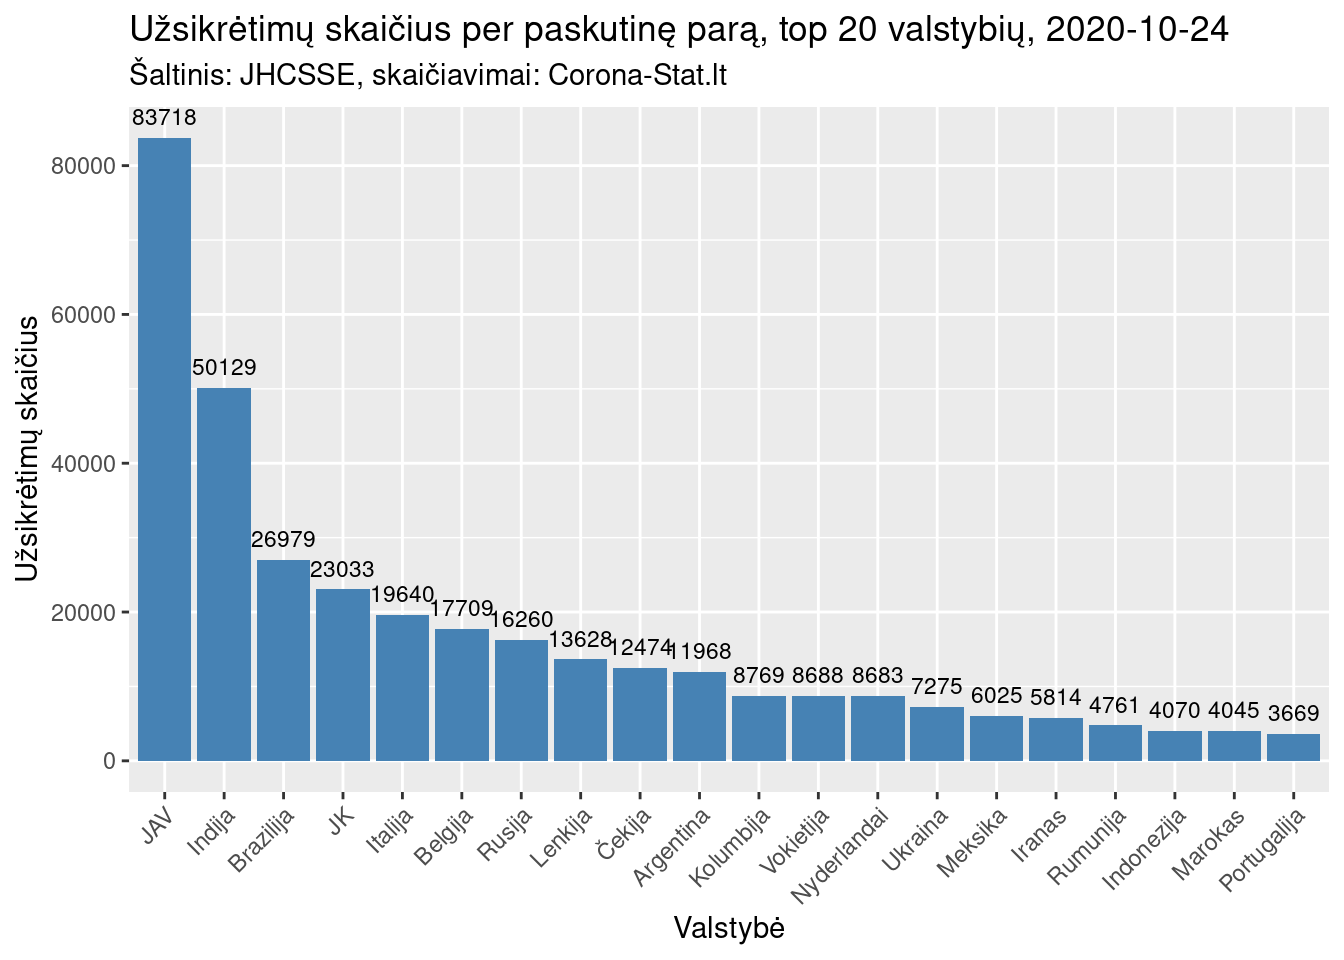 Užsikrėtimų skaičius per paskutinę parą, top 20 valstybių, 2020-10-24
Šaltinis: JHCSSE, skaičiavimai: Corona-Stat.lt
Užsikrėtimų skaičius
80000
60000
40000
20000
0
83718
50129
26979
23033
19640
17709
16260
13628
12474
11968
8769
8688
8683
7275
6025
5814
4761
4070
4045
3669
JAV
Indija
Brazilija
JK
Italija
Belgija
Rusija
Lenkija
Čekija
Argentina
Kolumbija
Vokietija
Nyderlandai
Ukraina
Meksika
Iranas
Rumunija
Indonezija
Marokas
Portugalija
Valstybė